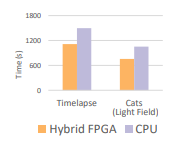 1800
1200
600
0
Time (s)
Timelapse
Cats
(Light Field)
Hybrid FPGA CPU